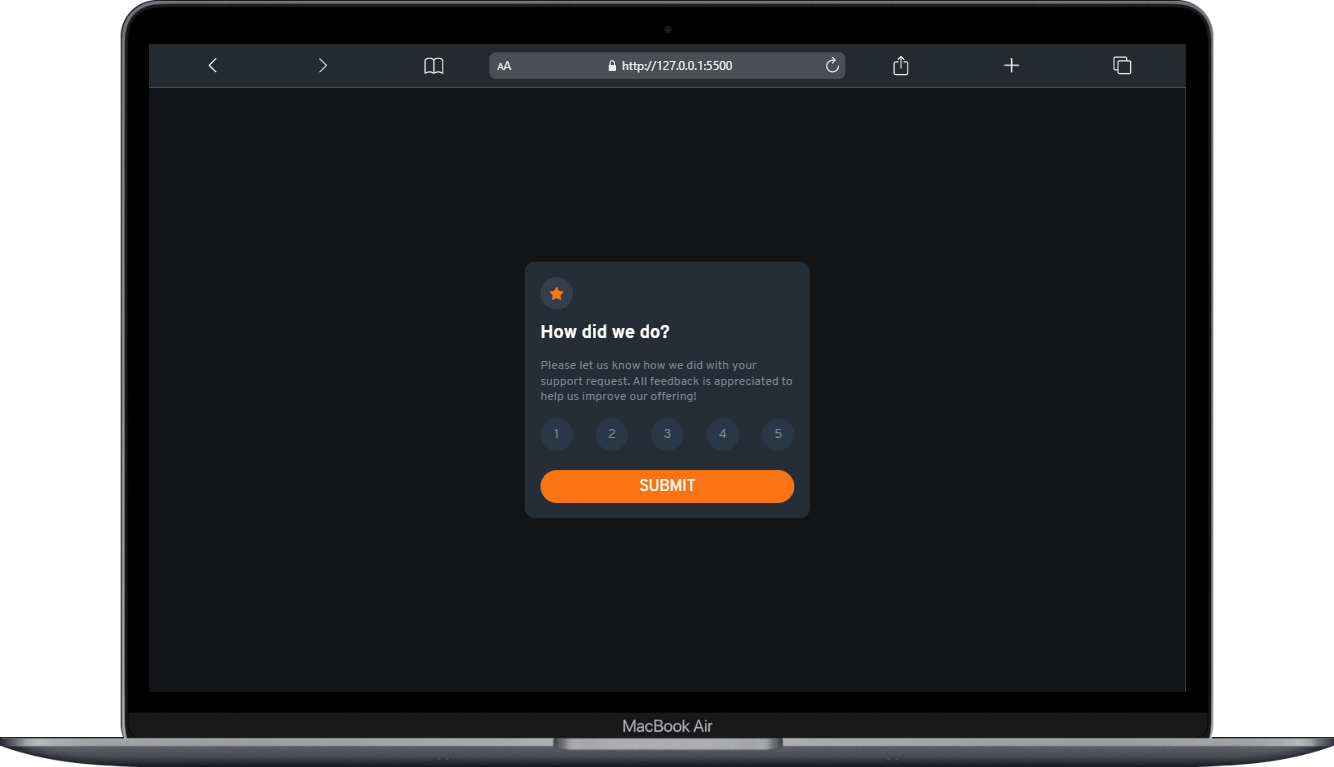 AA
http://127.0.0.1:5500
How did we do?
Please let us know how we did with your
support request. All feedback is appreciated to
help us improve our offering!
1 2 3 4 5
SUBMIT
MacBook Air